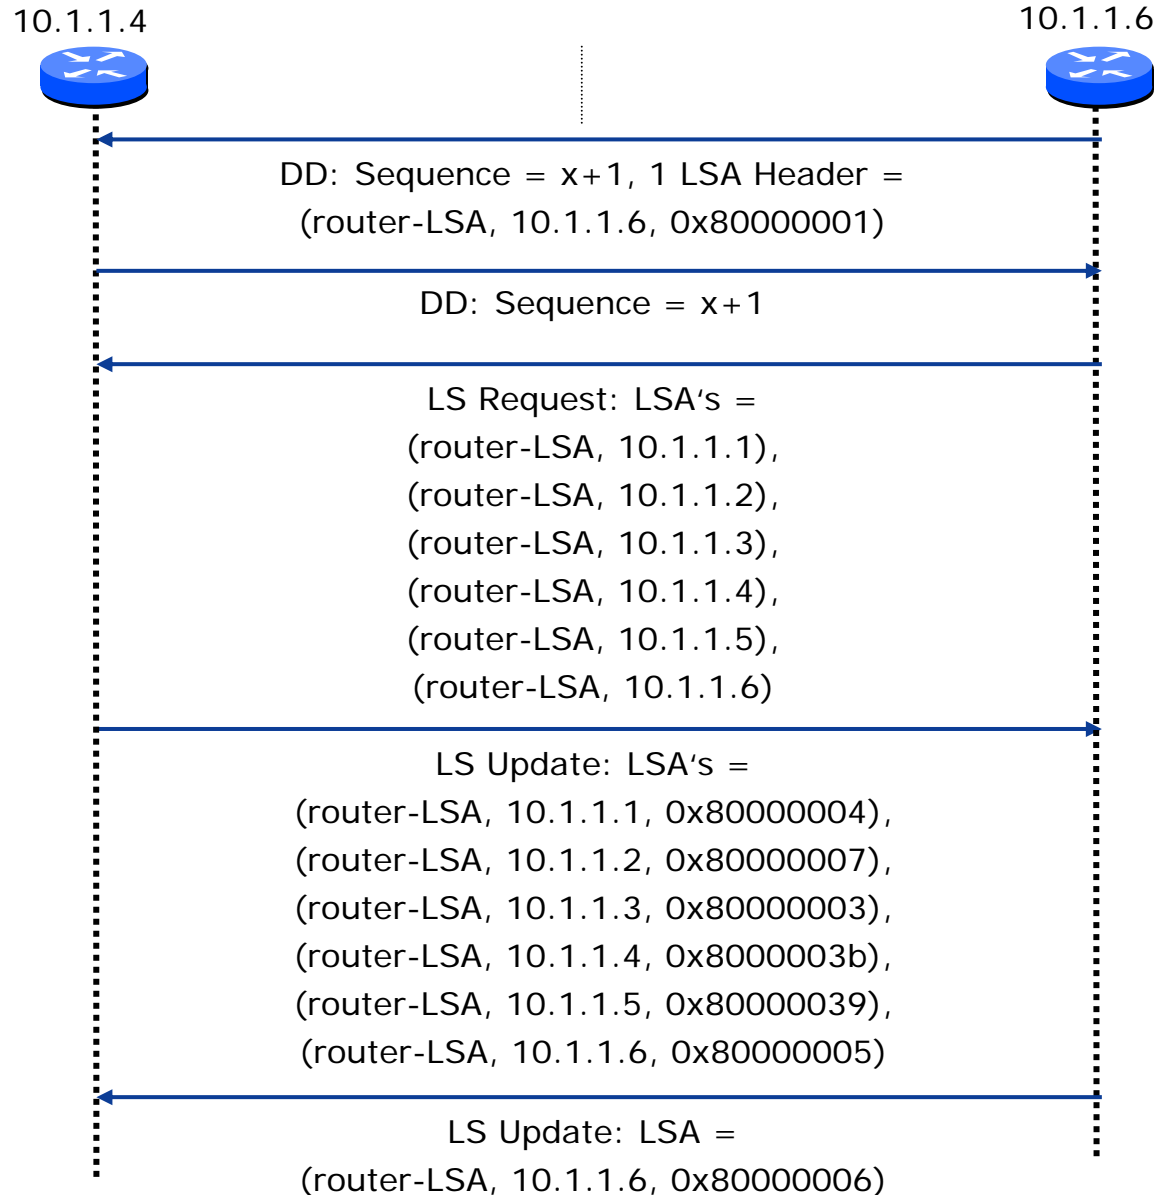 10.1.1.4
10.1.1.6
DD: Sequence = x+1, 1 LSA Header =
(router-LSA, 10.1.1.6, 0x80000001)
DD: Sequence = x+1
LS Request: LSA‘s =
(router-LSA, 10.1.1.1),
(router-LSA, 10.1.1.2),
(router-LSA, 10.1.1.3),
(router-LSA, 10.1.1.4),
(router-LSA, 10.1.1.5),
(router-LSA, 10.1.1.6)
LS Update: LSA‘s =
(router-LSA, 10.1.1.1, 0x80000004),
(router-LSA, 10.1.1.2, 0x80000007),
(router-LSA, 10.1.1.3, 0x80000003),
(router-LSA, 10.1.1.4, 0x8000003b),
(router-LSA, 10.1.1.5, 0x80000039),
(router-LSA, 10.1.1.6, 0x80000005)
LS Update: LSA =
(router-LSA, 10.1.1.6, 0x80000006)